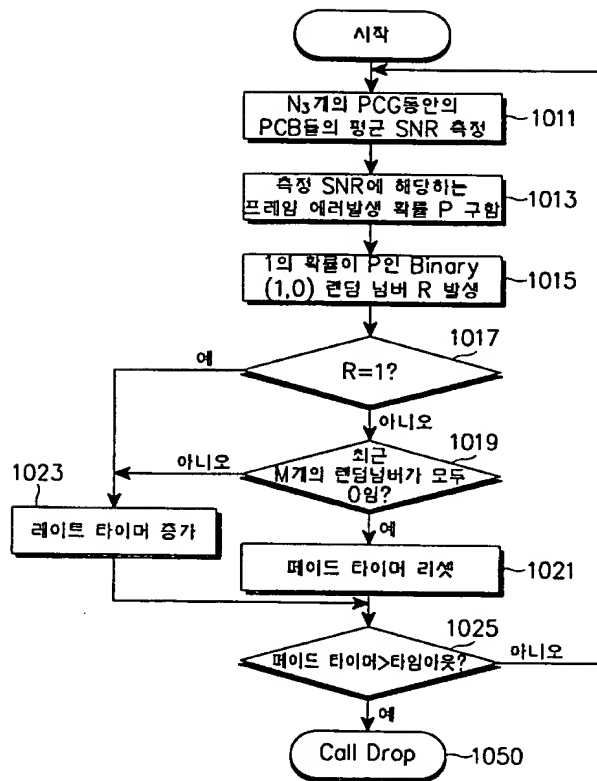 시작
N₃개의 PCG동안의
PCB들의 평균 SNR 측정
1011
측정 SNR에 해당하는
프레임 에러발생 확률 P 구함
1013
1의 확률이 P인 Binary
(1,0) 랜덤 넘버 R 발생
1015
1017
예
R=1?
아니오
1019
최근
M개의 랜덤넘버가 모두
0임?
아니오
1023
예
레이트 타이머 증가
페이드 타이머 리셋
1021
1025
페이드 타이머>타임아웃?
아니오
예
Call Drop
1050